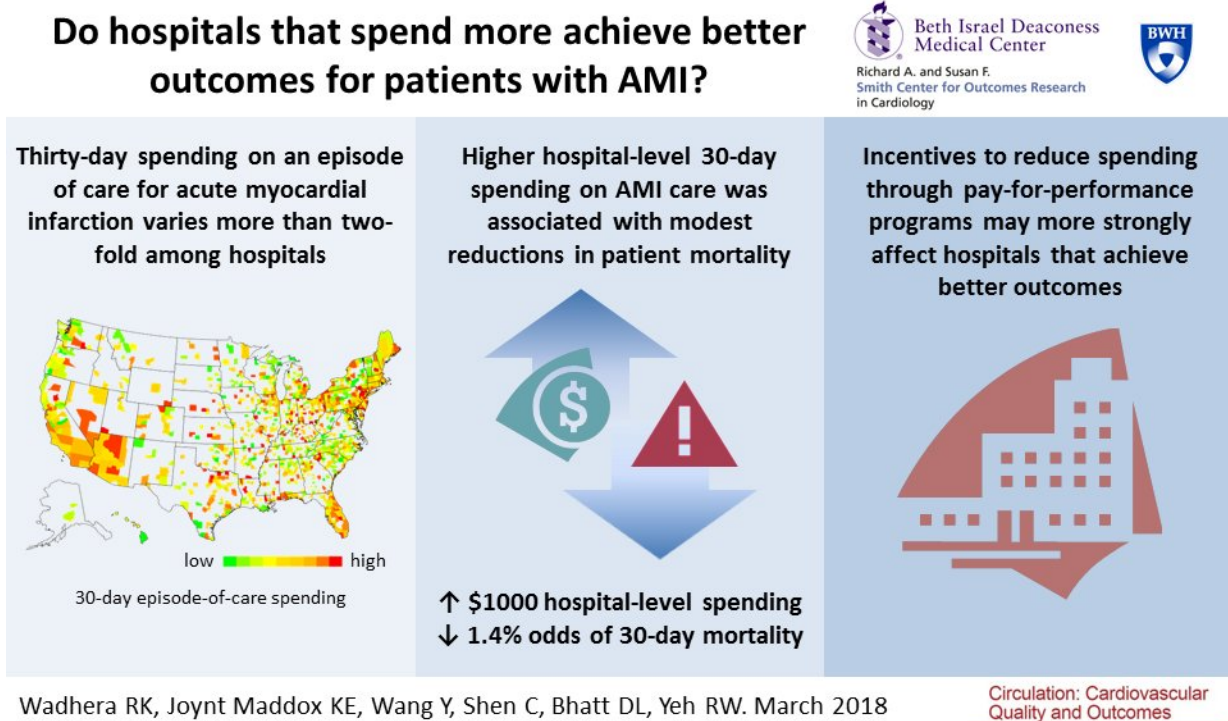 Do hospitals that spend more achieve better
outcomes for patients with AMI?
Beth Israel Deaconess
Medical Center
Richard A. and Susan F.
Smith Center for Outcomes Research
in Cardiology
BWH
Thirty-day spending on an episode
of care for acute myocardial
infarction varies more than two-
fold among hospitals
low
high
30-day episode-of-care spending
Higher hospital-level 30-day
spending on AMI care was
associated with modest
reductions in patient mortality
$
!
↑ $1000 hospital-level spending
↓ 1.4% odds of 30-day mortality
Incentives to reduce spending
through pay-for-performance
programs may more strongly
affect hospitals that achieve
better outcomes
Wadhera RK, Joynt Maddox KE, Wang Y, Shen C, Bhatt DL, Yeh RW. March 2018
Circulation: Cardiovascular
Quality and Outcomes